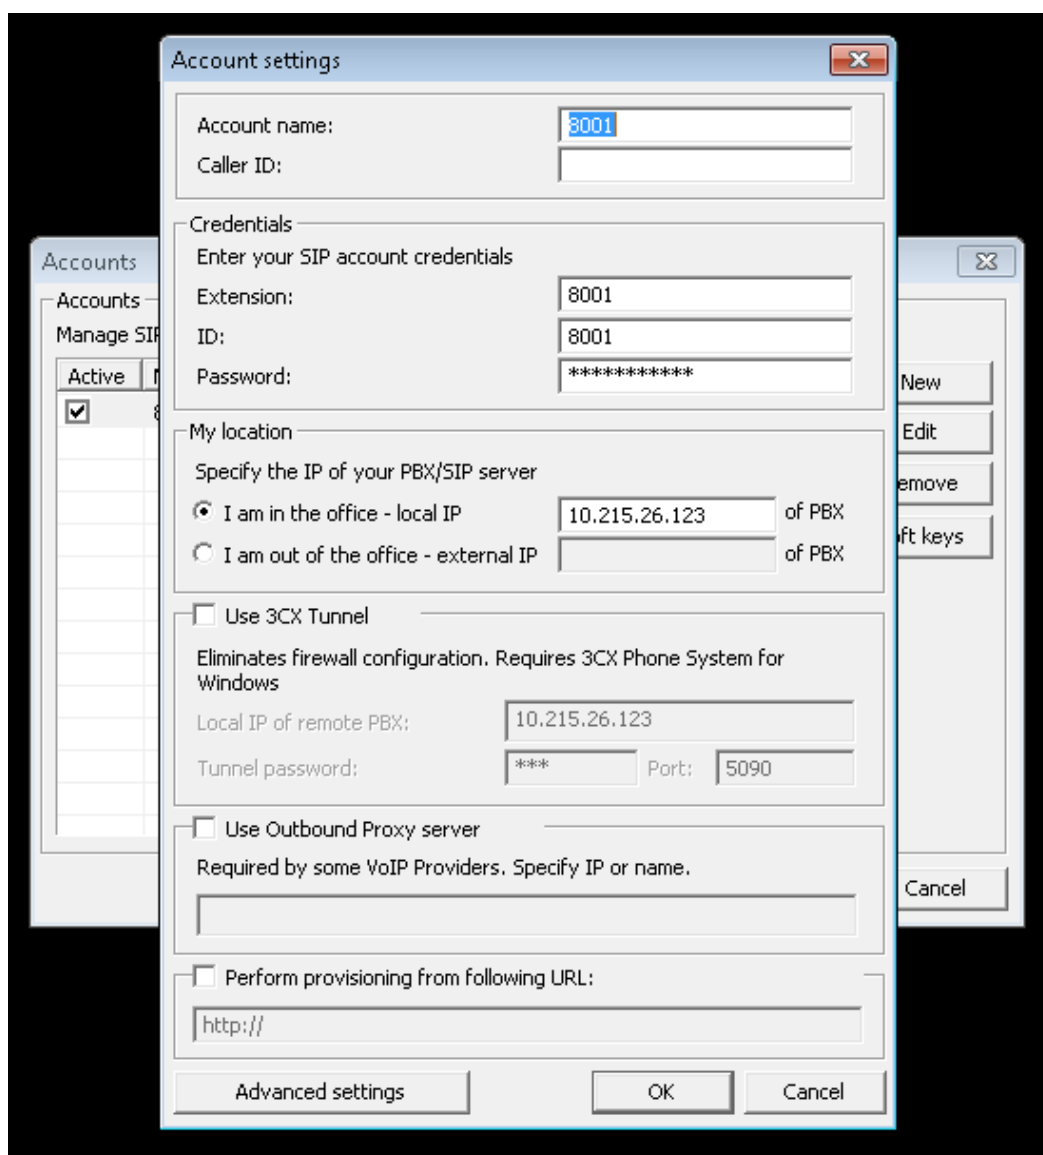 Account settings
Account name: 8001
Caller ID:
Credentials
Enter your SIP account credentials
Extension: 8001
ID: 8001
Password: ***********
My location
Specify the IP of your PBX/SIP server
I am in the office - local IP 10.215.26.123 of PBX
I am out of the office - external IP of PBX
Use 3CX Tunnel
Eliminates firewall configuration. Requires 3CX Phone System for
Windows
Local IP of remote PBX: 10.215.26.123
Tunnel password: *** Port: 5090
Use Outbound Proxy server
Required by some VoIP Providers. Specify IP or name.
Perform provisioning from following URL:
http://
Advanced settings OK Cancel
Accounts
Accounts
Manage SIP
Active
New
Edit
emove
ft keys
Cancel